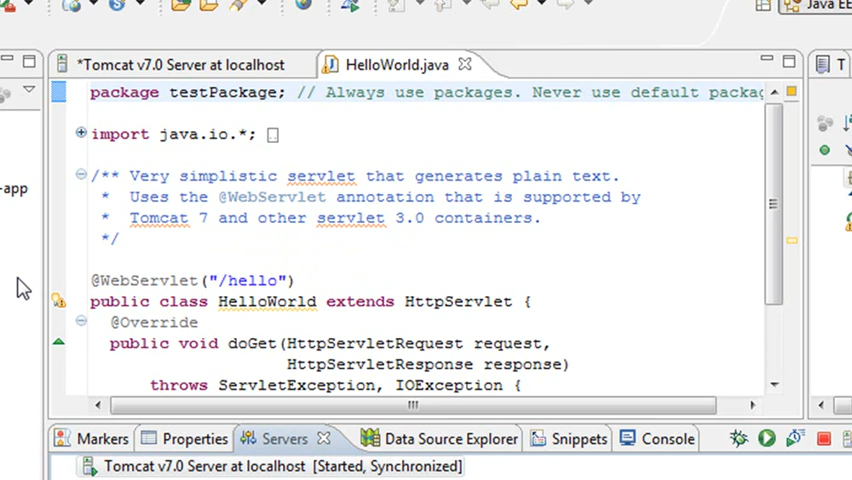 Java EE
*Tomcat v7.0 Server at localhost
HelloWorld.java
T
package testPackage; // Always use packages. Never use default packag
import java.io.*;
/** Very simplistic servlet that generates plain text.
* Uses the @WebServlet annotation that is supported by
* Tomcat 7 and other servlet 3.0 containers.
*/
-app
@WebServlet("/hello")
public class HelloWorld extends HttpServlet {
@Override
public void doGet(HttpServletRequest request,
HttpServletResponse response)
throws ServletException, IOException {
Markers Properties Servers Data Source Explorer Snippets Console
Tomcat v7.0 Server at localhost [Started, Synchronized]